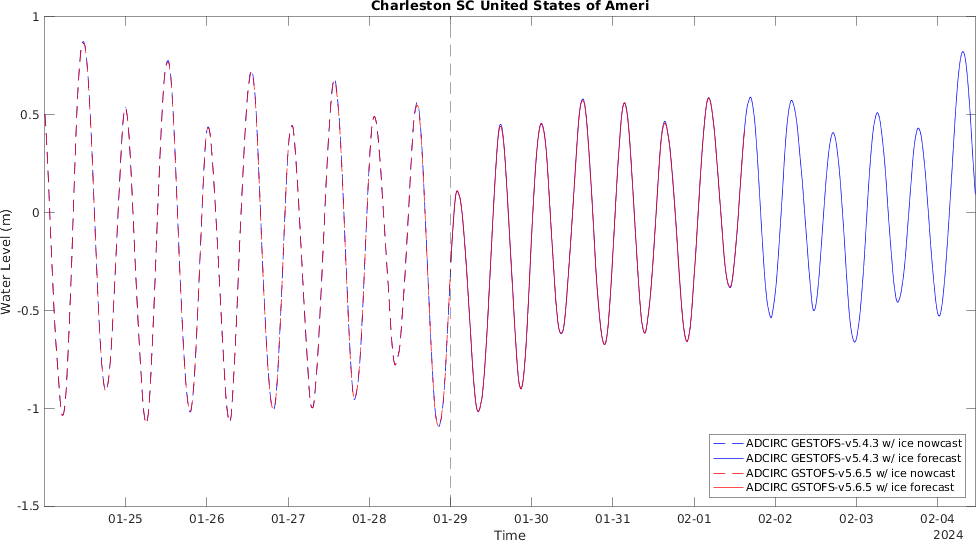 Charleston SC United States of Ameri
1
0.5
0
-0.5
-1
-1.5
Water Level (m)
01-25 01-26 01-27 01-28 01-29 01-30 01-31 02-01 02-02 02-03 02-04
Time
2024
ADCIRC GESTOFS-v5.4.3 w/ ice nowcast
ADCIRC GESTOFS-v5.4.3 w/ ice forecast
ADCIRC GSTOFS-v5.6.5 w/ ice nowcast
ADCIRC GSTOFS-v5.6.5 w/ ice forecast